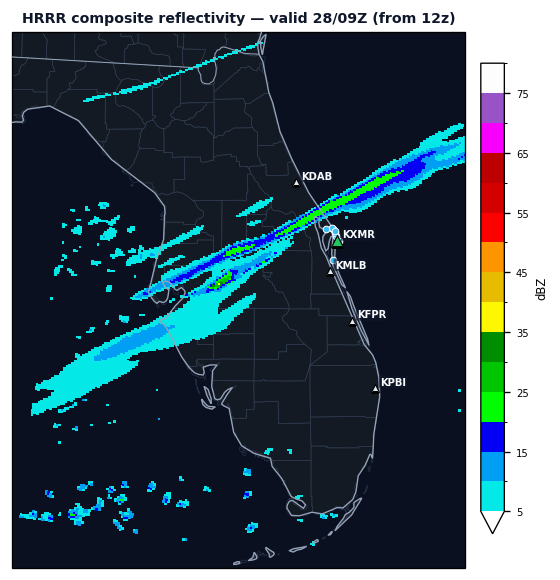 HRRR composite reflectivity — valid 28/09Z (from 12z)
KDAB
KXMR
KMLB
KFPR
KPBI
75
65
55
45
35
25
15
5
dBZ